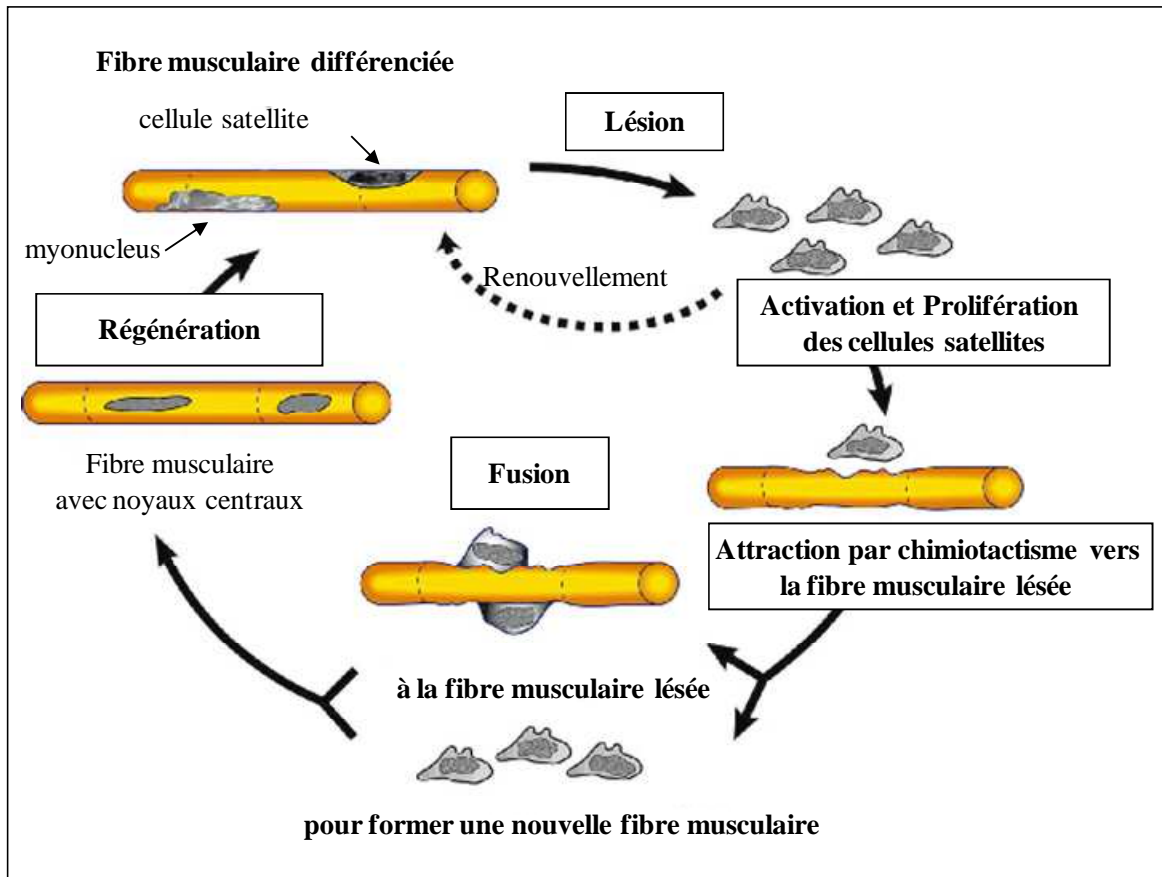 Fibre musculaire différenciée
cellule satellite
myonucleus
Lésion
Renouvellement
Activation et Prolifération
des cellules satellites
Attraction par chimiotactisme vers
la fibre musculaire lésée
Fusion
à la fibre musculaire lésée
pour former une nouvelle fibre musculaire
Régénération
Fibre musculaire
avec noyaux centraux